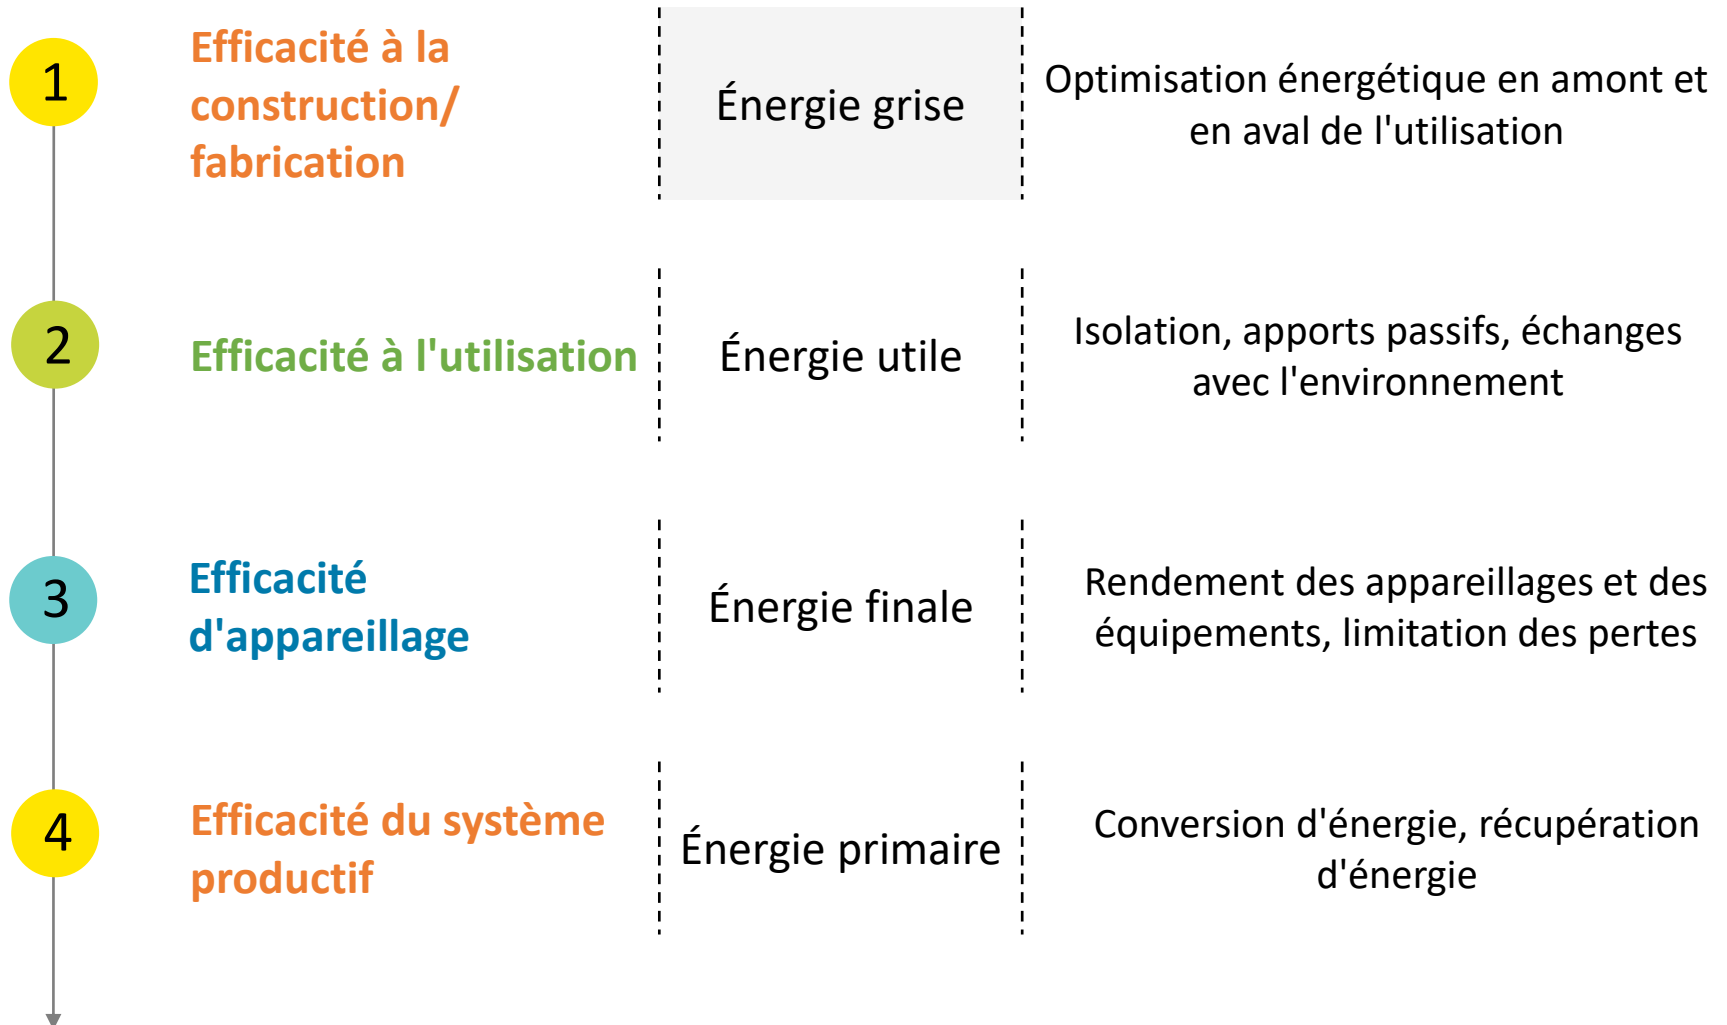 1
Efficacité à la
construction/
fabrication
Énergie grise
Optimisation énergétique en amont et
en aval de l'utilisation
2
Efficacité à l'utilisation
Énergie utile
Isolation, apports passifs, échanges
avec l'environnement
3
Efficacité
d'appareillage
Énergie finale
Rendement des appareillages et des
équipements, limitation des pertes
4
Efficacité du système
productif
Énergie primaire
Conversion d'énergie, récupération
d'énergie